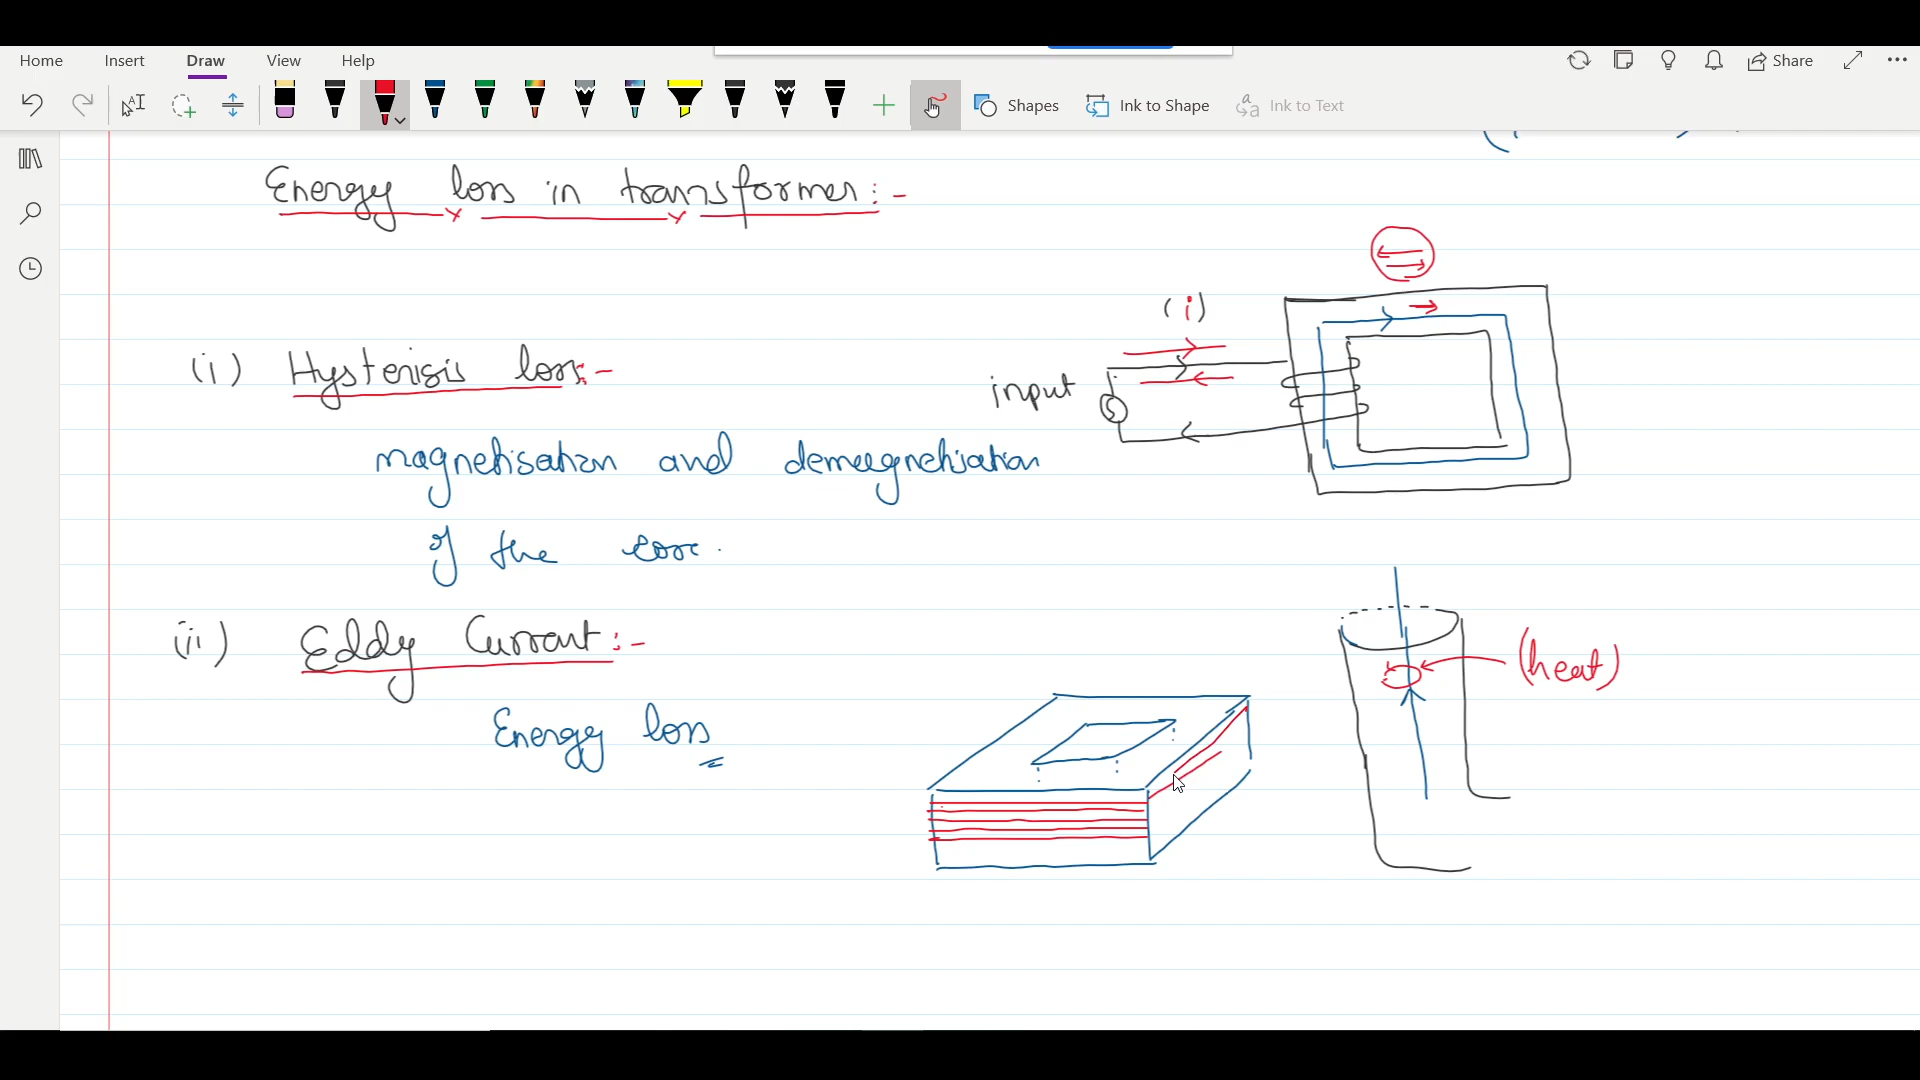 Home Insert Draw View Help
Share
Shapes Ink to Shape Ink to Text
Energy loss in transformer :-
(i)
(i) Hysterisis loss :-
input
magnetisation and demagnetisation
of the core.
(ii) Eddy Current :-
(heat)
Energy loss